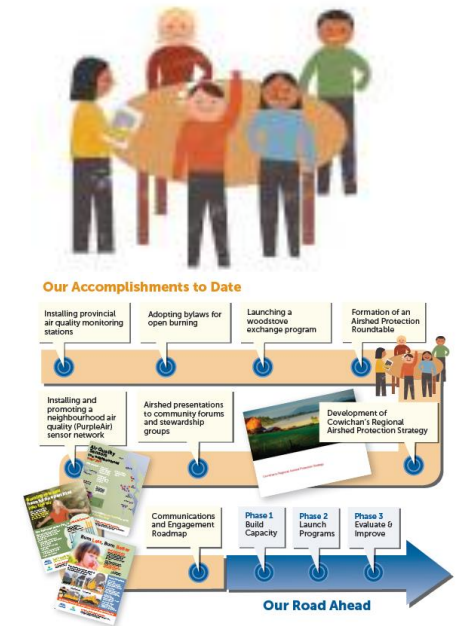 Our Accomplishments to Date
Installing provincial
air quality monitoring
stations
Adopting bylaws for
open burning
Launching a
woodstove
exchange program
Formation of an
Airshed Protection
Roundtable
Installing and
promoting a
neighbourhood air
quality (PurpleAir)
sensor network
Airshed presentations
to community forums
and stewardship
groups
Development of
Cowichan's Regional
Airshed Protection Strategy
Air Quality
Communications
and Engagement
Roadmap
Phase 1
Build
Capacity
Phase 2
Launch
Programs
Phase 3
Evaluate &
Improve
Our Road Ahead